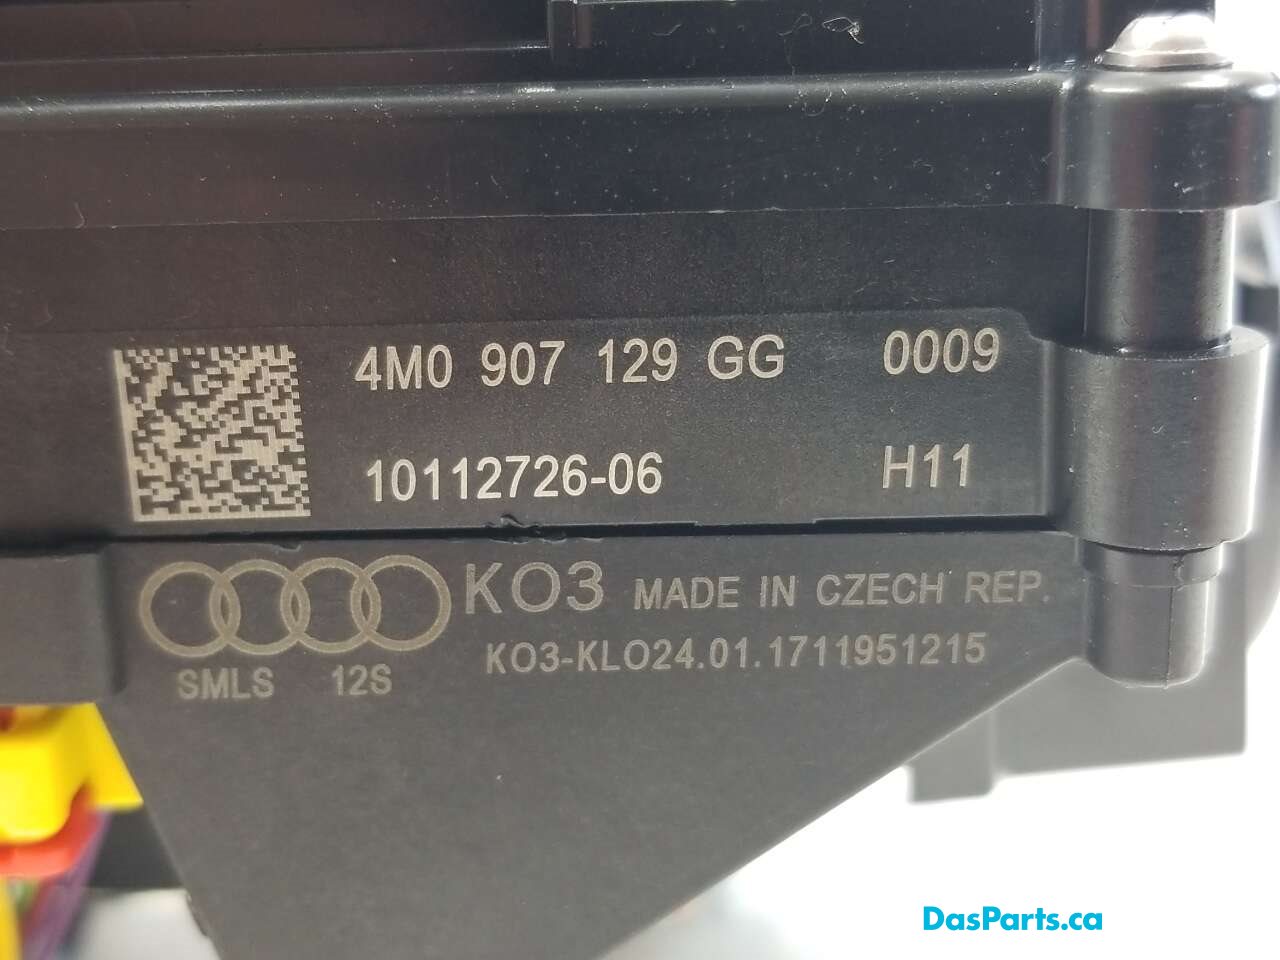 4M0 907 129 GG 0009
10112726-06 H11
KO3 MADE IN CZECH REP.
KO3-KLO24.01.1711951215
SMLS 12S
DasParts.ca